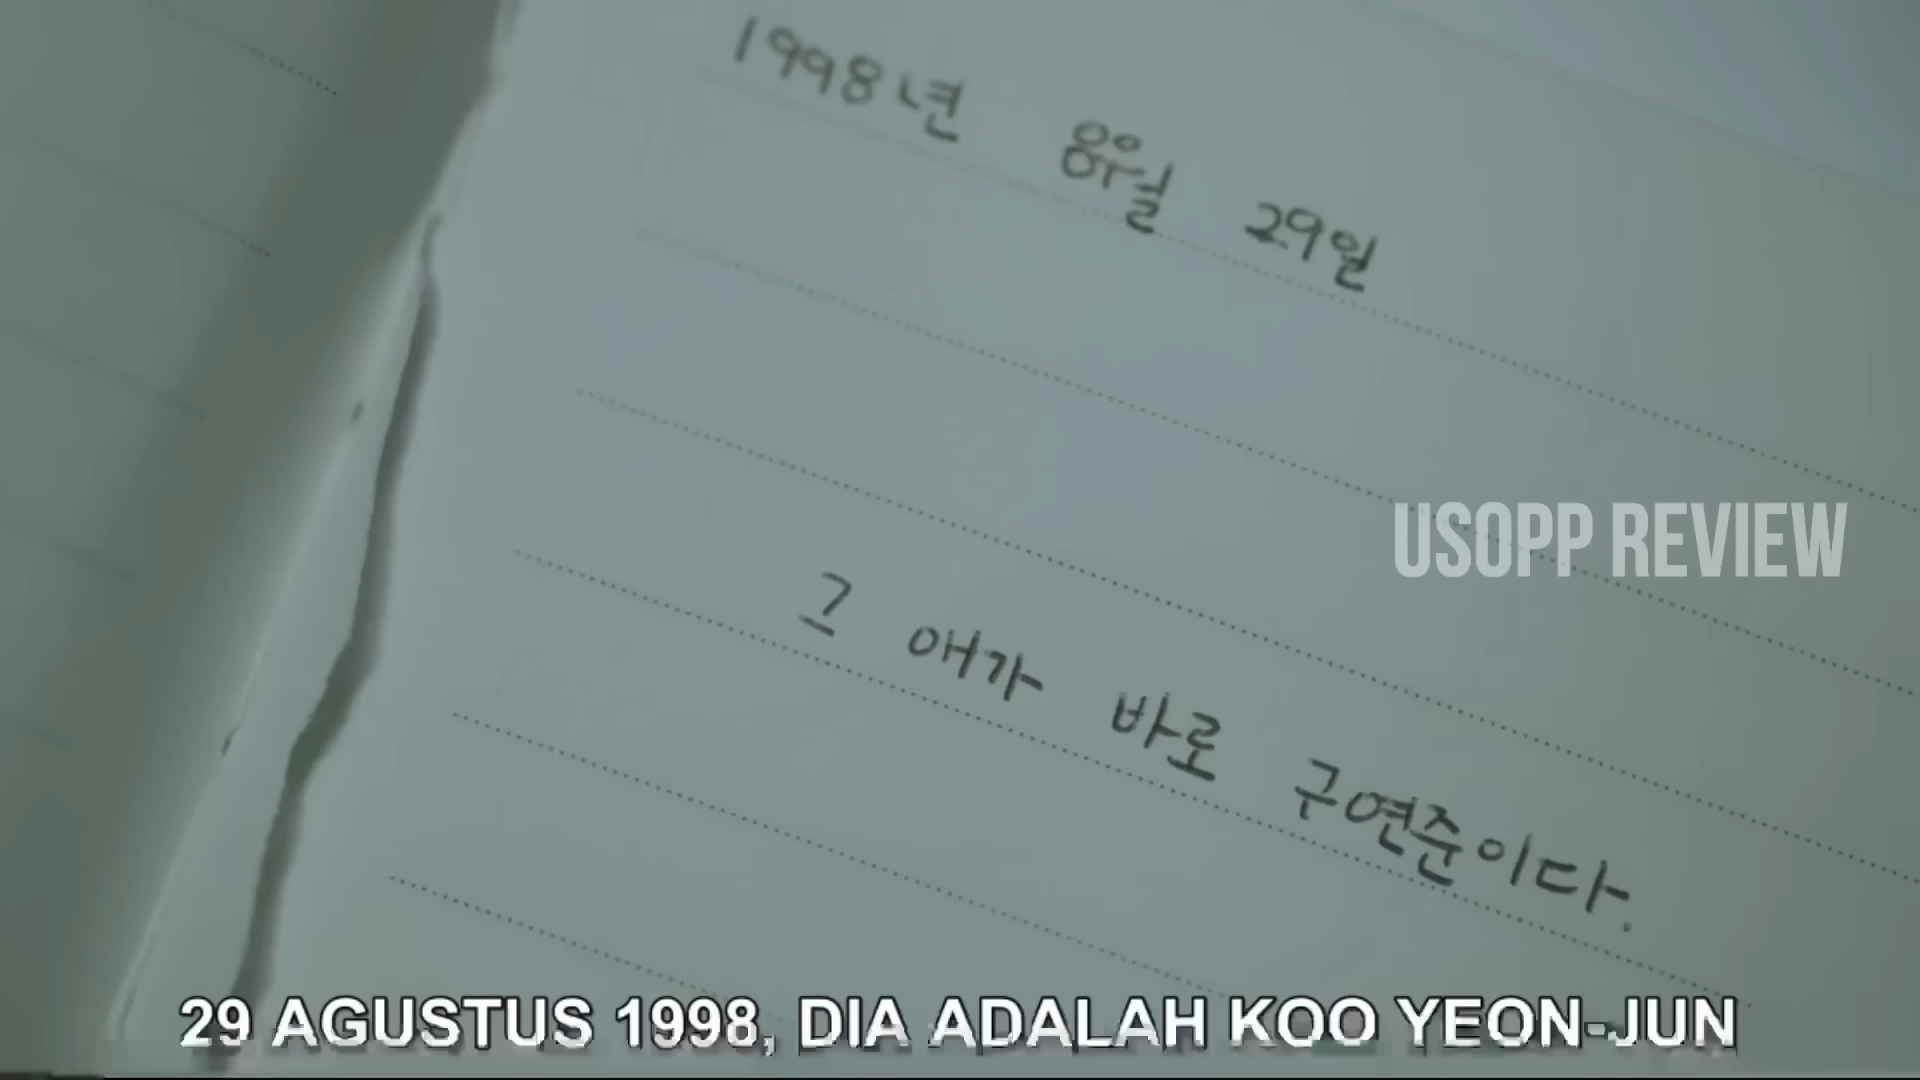 1998년 8월 29일
USOPP REVIEW
그 애가 바로 구연준이다.
29 AGUSTUS 1998, DIA ADALAH KOO YEON-JUN